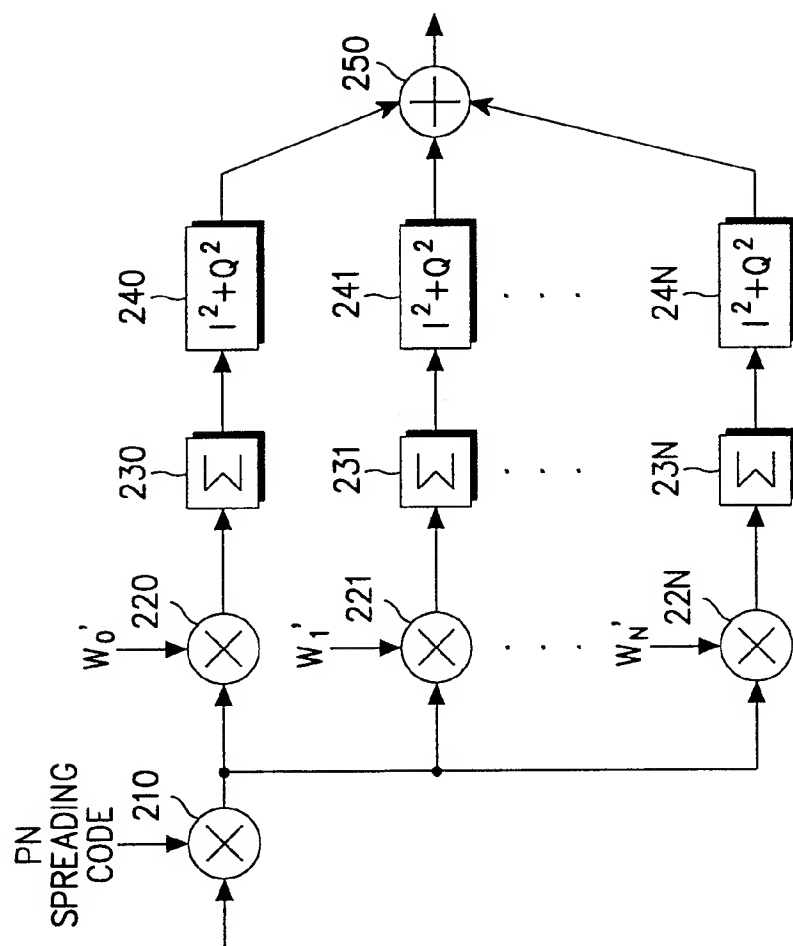 PN
SPREADING
CODE
210
W₀'
220
230
Σ
240
I²+Q²
250
W₁'
221
231
Σ
241
I²+Q²
W_N'
22N
23N
Σ
24N
I²+Q²